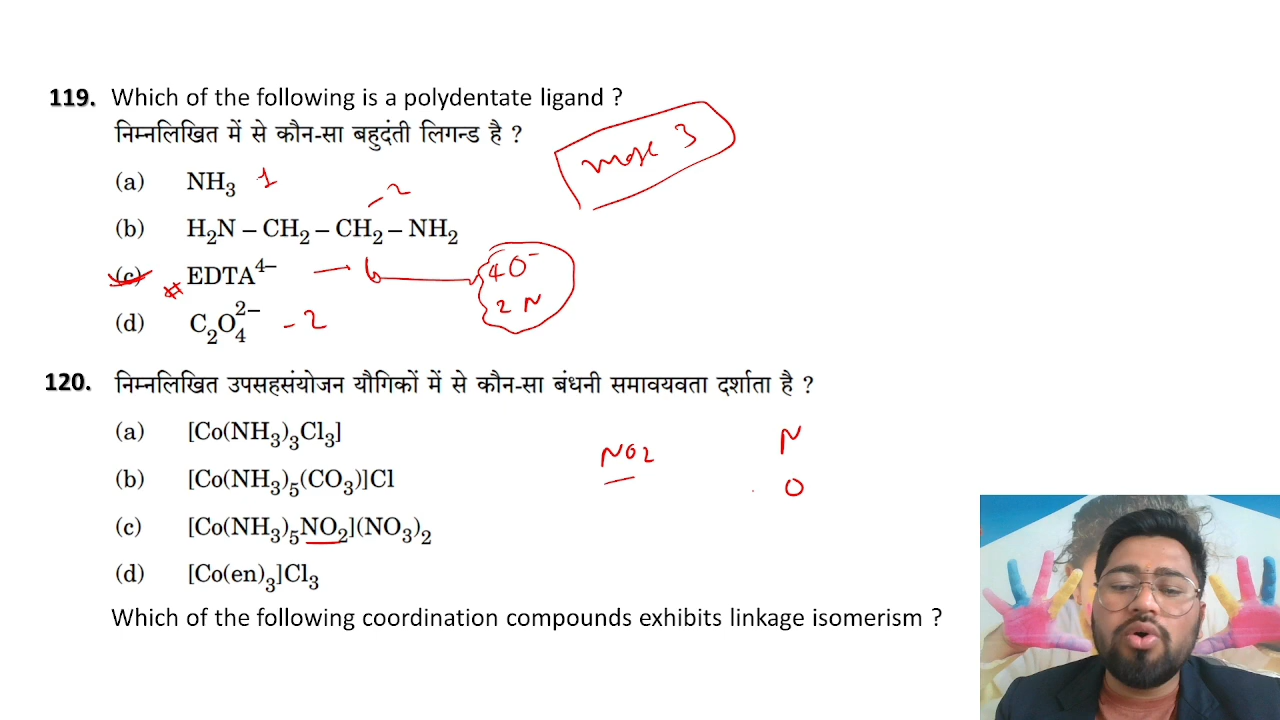 119. Which of the following is a polydentate ligand ?
निम्नलिखित में से कौन-सा बहुदंती लिगन्ड है ?
more 3
(a) NH₃ 1
(b) H₂N – CH₂ – CH₂ – NH₂ – 2
(c) EDTA⁴⁻ → 6 4O⁻
2 N
(d) C₂O₄²⁻ - 2
120. निम्नलिखित उपसहसंयोजन यौगिकों में से कौन-सा बंधनी समावयवता दर्शाता है ?
(a) [Co(NH₃)₃Cl₃]
NO2 N
(b) [Co(NH₃)₅(CO₃)]Cl
O
(c) [Co(NH₃)₅NO₂](NO₃)₂
(d) [Co(en)₃]Cl₃
Which of the following coordination compounds exhibits linkage isomerism ?